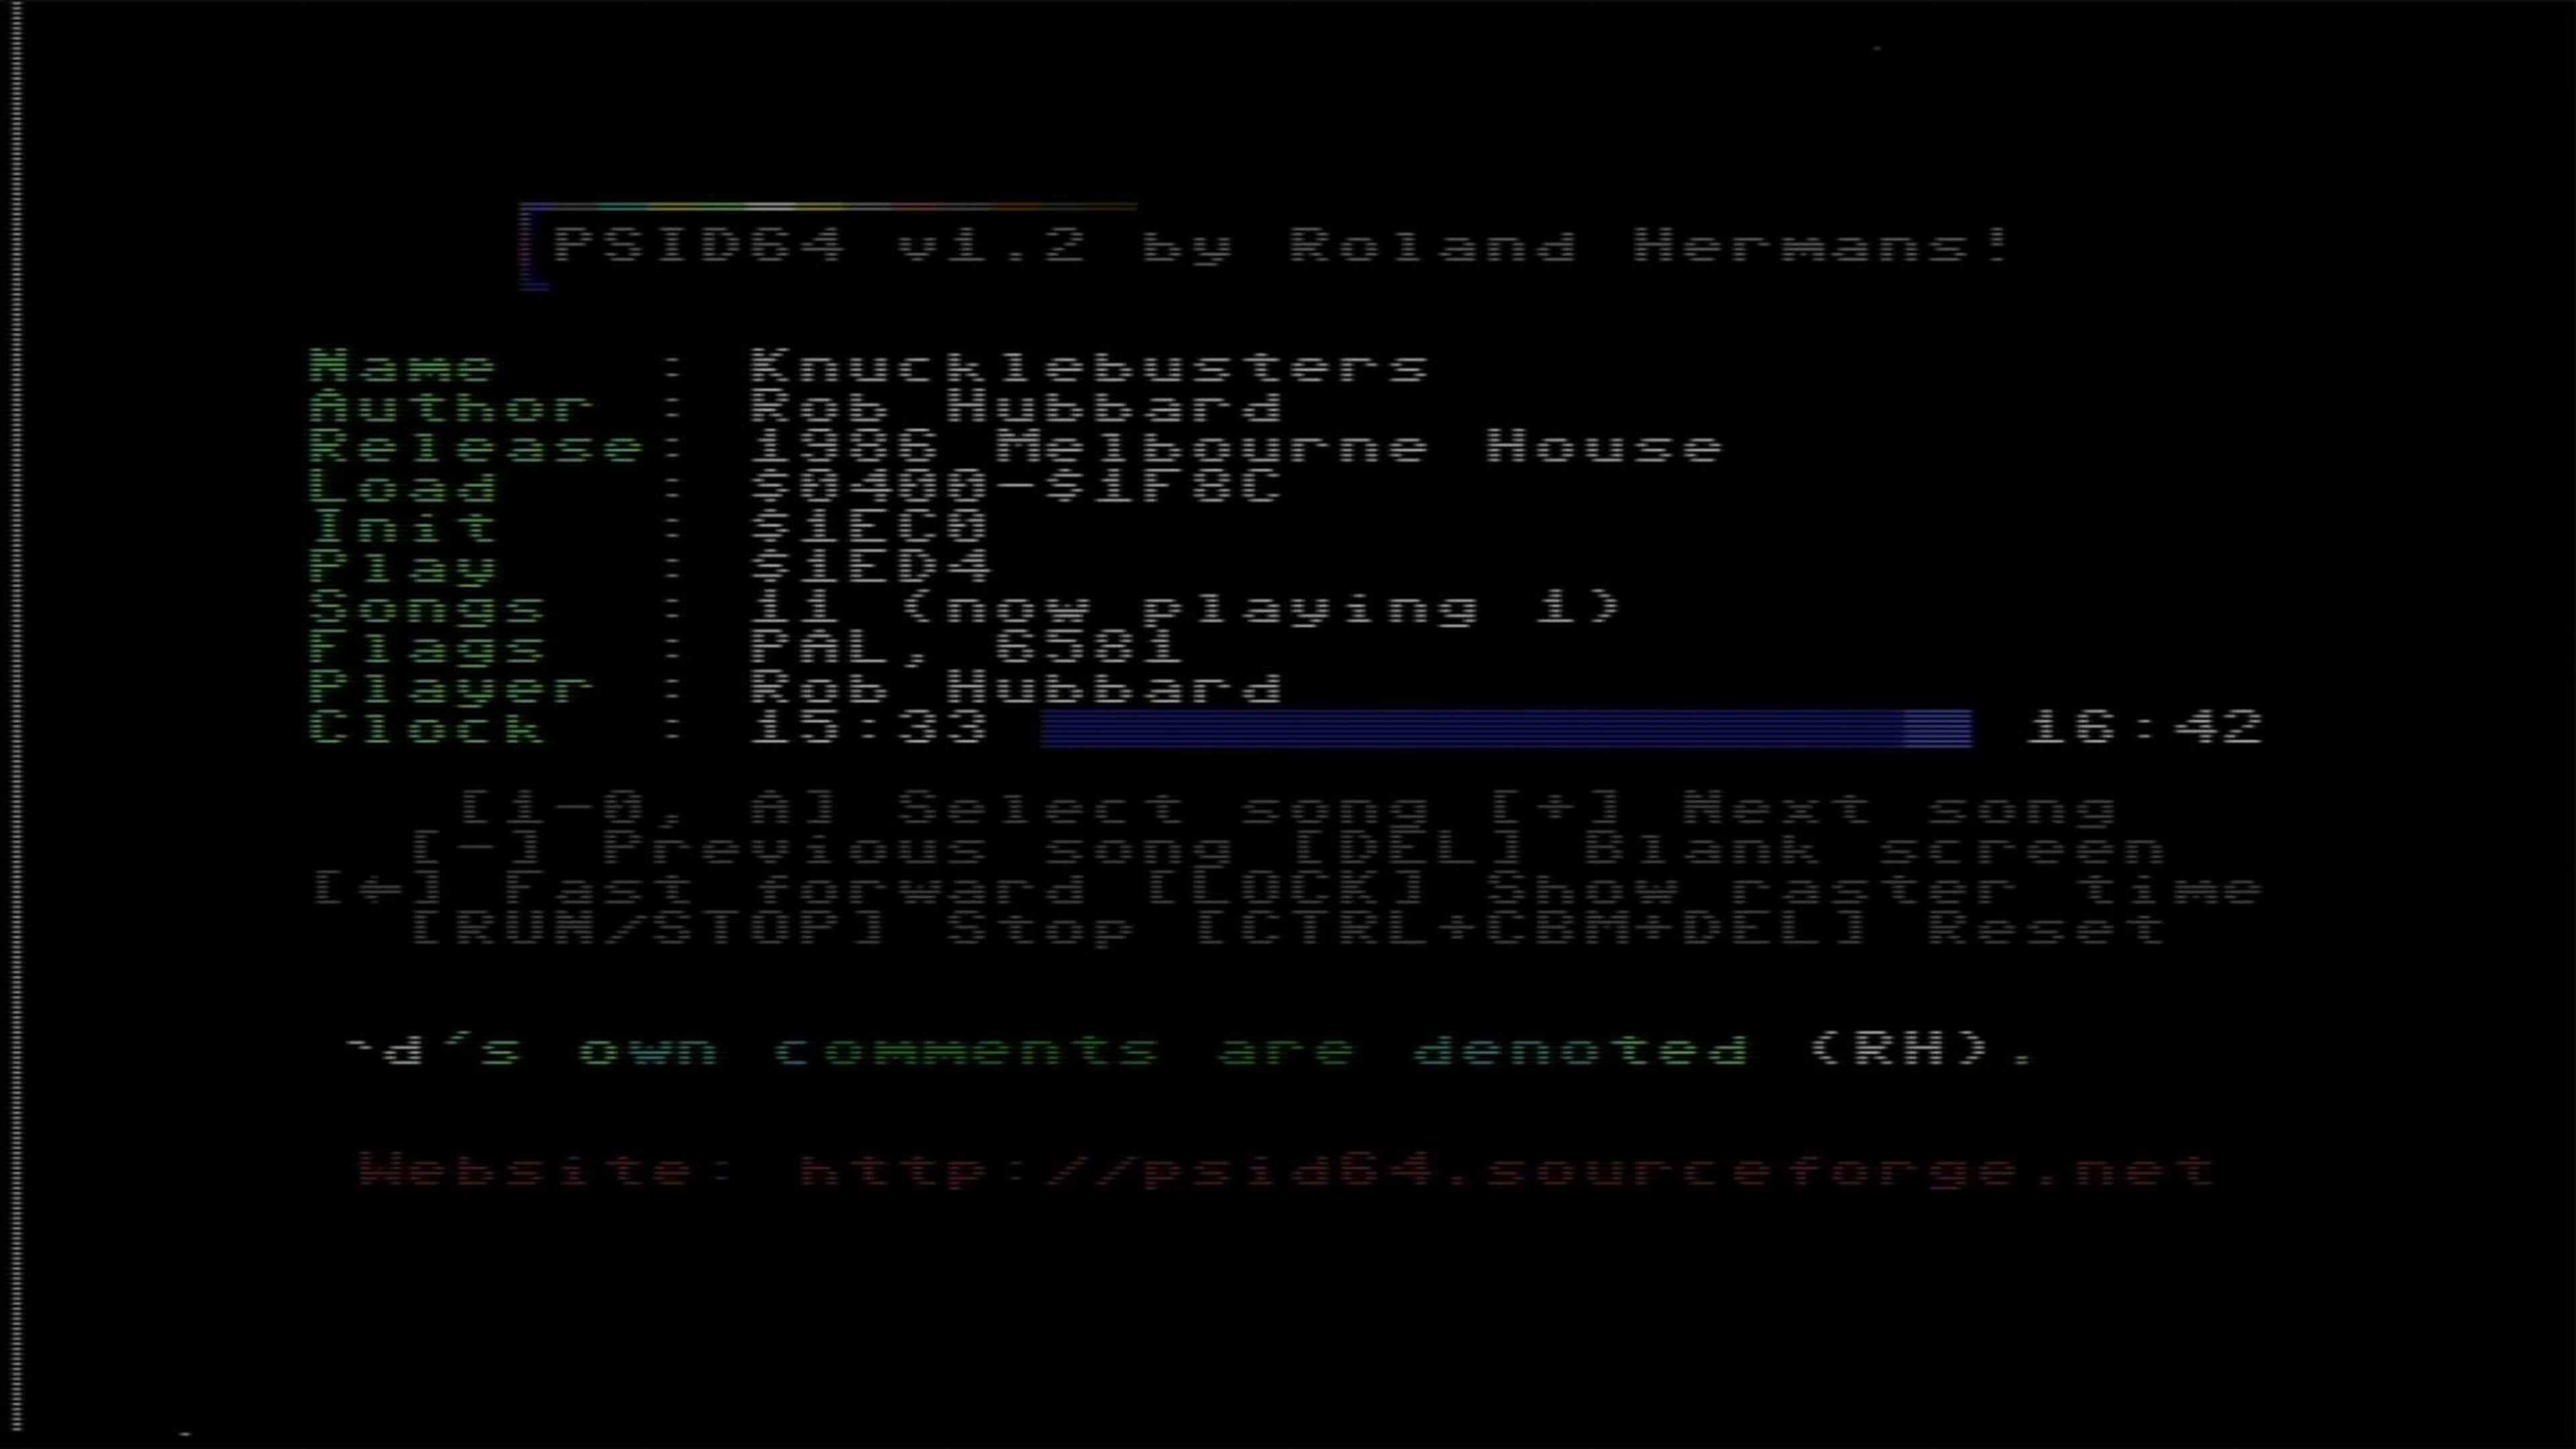 PSID64 v1.2 by Roland Hermans!
Name : Knucklebusters
Author : Rob Hubbard
Release: 1986 Melbourne House
Load : $0400-$1F8C
Init : $1EC0
Play : $1ED4
Songs : 11 (now playing 1)
Flags : PAL, 6581
Player : Rob Hubbard
Clock : 15:33 16:42
[1-0, A] Select song [+] Next song
[-] Previous song [DEL] Blank screen
[←] Fast forward [LOCK] Show raster time
[RUN/STOP] Stop [CTRL+CBM+DEL] Reset
d's own comments are denoted (RH).
Website: http://psid64.sourceforge.net